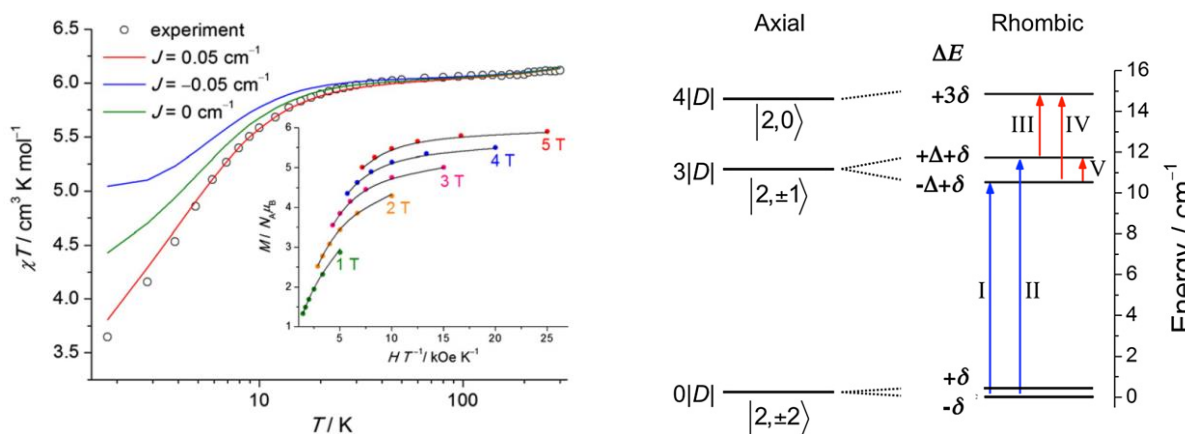 6.5
6.0
5.5
5.0
4.5
4.0
3.5
χT / cm³ K mol⁻¹
experiment
J = 0.05 cm⁻¹
J = −0.05 cm⁻¹
J = 0 cm⁻¹
10
100
T / K
6
5
4
3
2
1
M / N_Aμ_B
5
10
15
20
25
H T⁻¹ / kOe K⁻¹
5 T
4 T
3 T
2 T
1 T
Axial
Rhombic
ΔE
4|D|
|2,0⟩
+3δ
III
IV
3|D|
|2,±1⟩
+Δ+δ
-Δ+δ
V
I
II
0|D|
|2,±2⟩
+δ
-δ
16
14
12
10
8
6
4
2
0
Energy / cm⁻¹